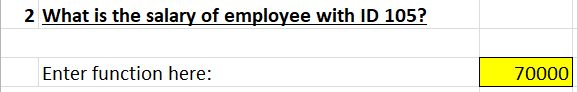 2 What is the salary of employee with ID 105?
Enter function here: 70000